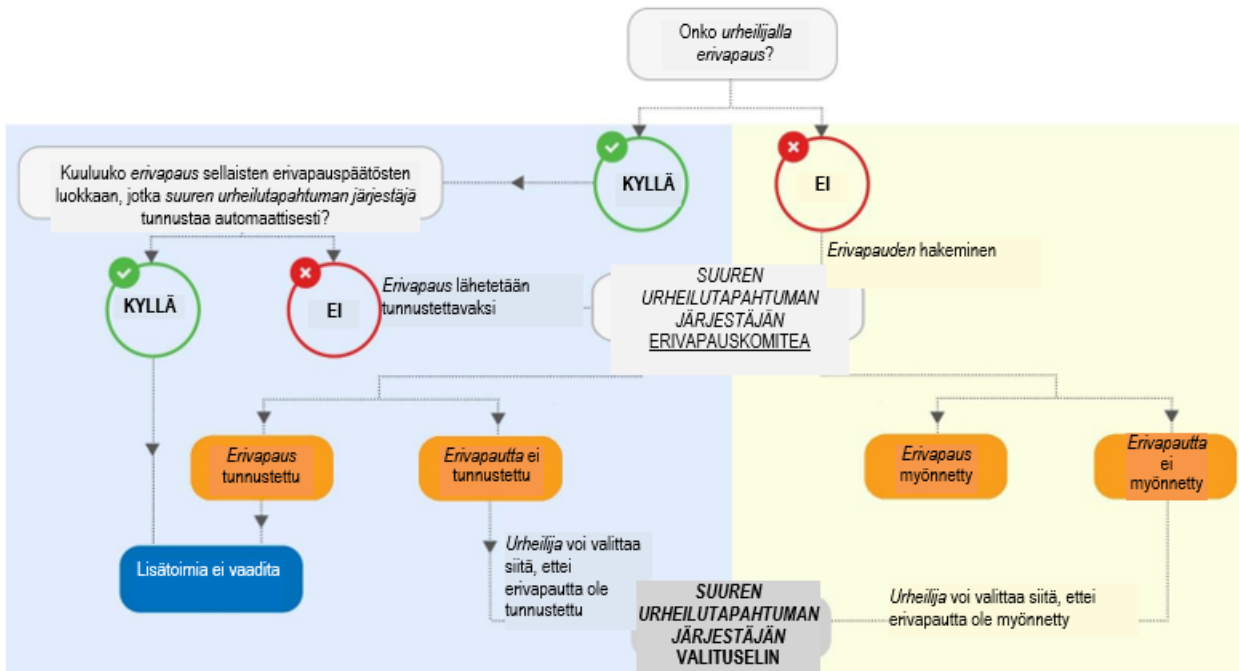 Onko urheilijalla
erivapaus?
KYLLÄ
EI
Kuuluuko erivapaus sellaisten erivapauspäätösten
luokkaan, jotka suuren urheilutapahtuman järjestäjä
tunnustaa automaattisesti?
Erivapauden hakeminen
KYLLÄ
EI
Erivapaus lähetetään
tunnustettavaksi
SUUREN
URHEILUTAPAHTUMAN
JÄRJESTÄJÄN
ERIVAPAUSKOMITEA
Erivapaus
tunnustettu
Erivapautta ei
tunnustettu
Erivapaus
myönnetty
Erivapautta
ei
myönnetty
Lisätoimia ei vaadita
Urheilija voi valittaa
siitä, ettei
erivapautta ole
tunnustettu
SUUREN
URHEILUTAPAHTUMAN
JÄRJESTÄJÄN
VALITUSELIN
Urheilija voi valittaa siitä, ettei
erivapautta ole myönnetty